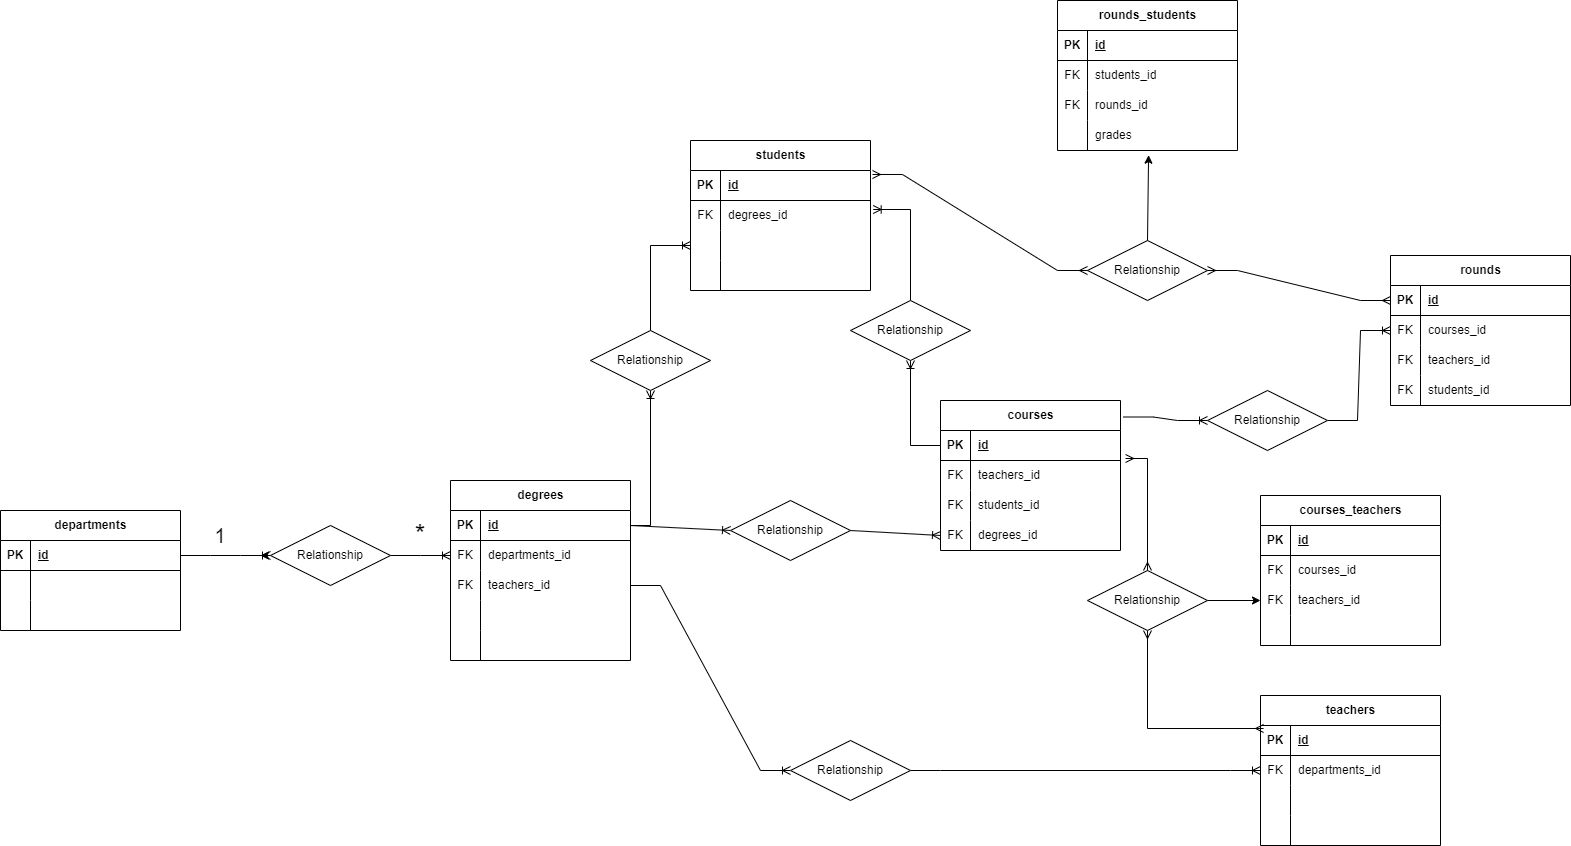 rounds_students
PK id
FK students_id
FK rounds_id
grades
students
PK id
FK degrees_id
Relationship
rounds
PK id
FK courses_id
FK teachers_id
FK students_id
Relationship
Relationship
courses
PK id
FK teachers_id
FK students_id
FK degrees_id
Relationship
degrees
PK id
FK departments_id
FK teachers_id
departments
PK id
1
Relationship
*
Relationship
courses_teachers
PK id
FK courses_id
FK teachers_id
Relationship
teachers
PK id
FK departments_id
Relationship